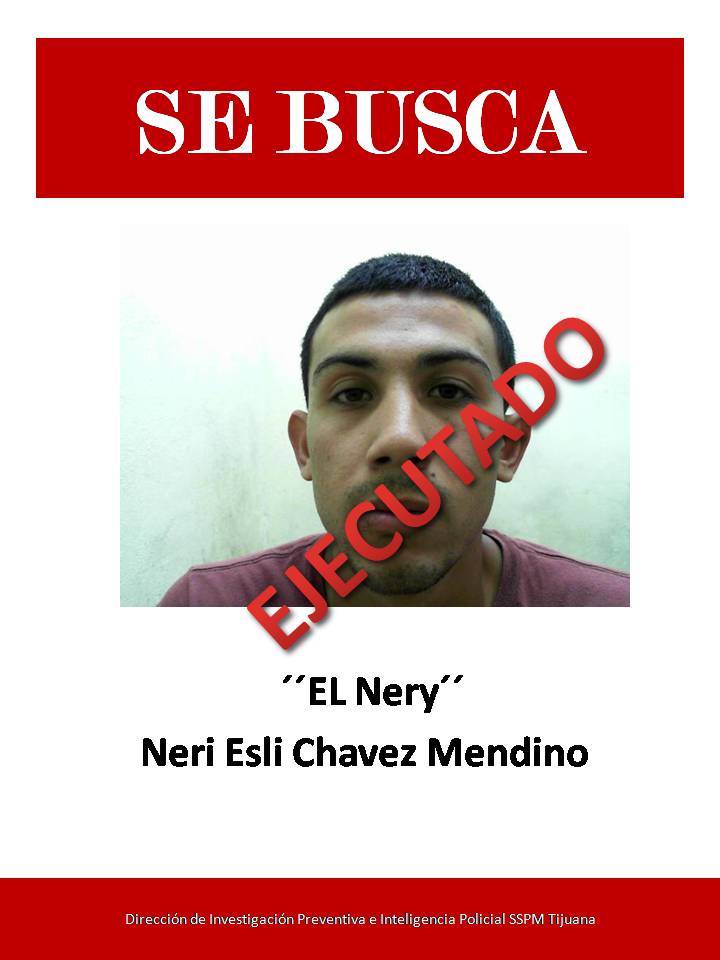 SE BUSCA
EJECUTADO
´´EL Nery´´
Neri Esli Chavez Mendino
Dirección de Investigación Preventiva e Inteligencia Policial SSPM Tijuana